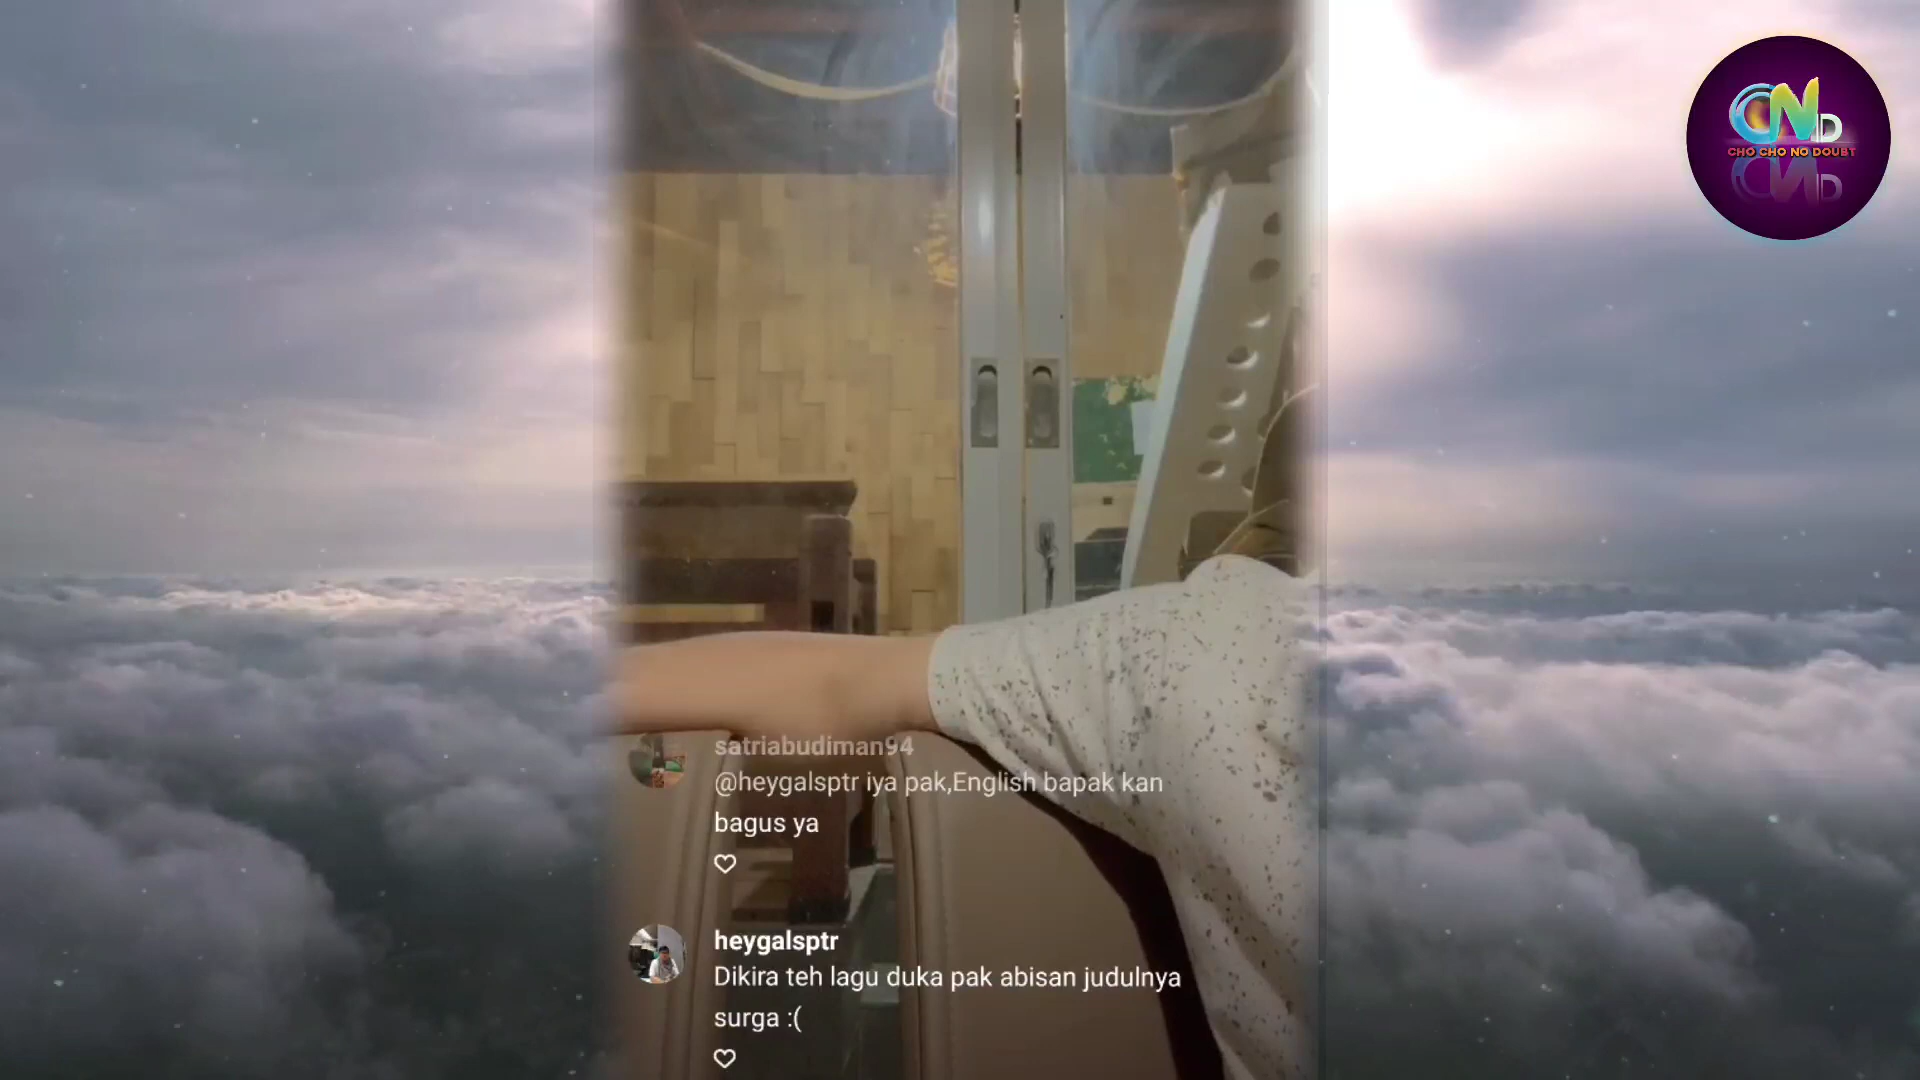 CND
CHO CHO NO DOUBT
satriabudiman94
@heygalsptr iya pak,English bapak kan
bagus ya
heygalsptr
Dikira teh lagu duka pak abisan judulnya
surga :(